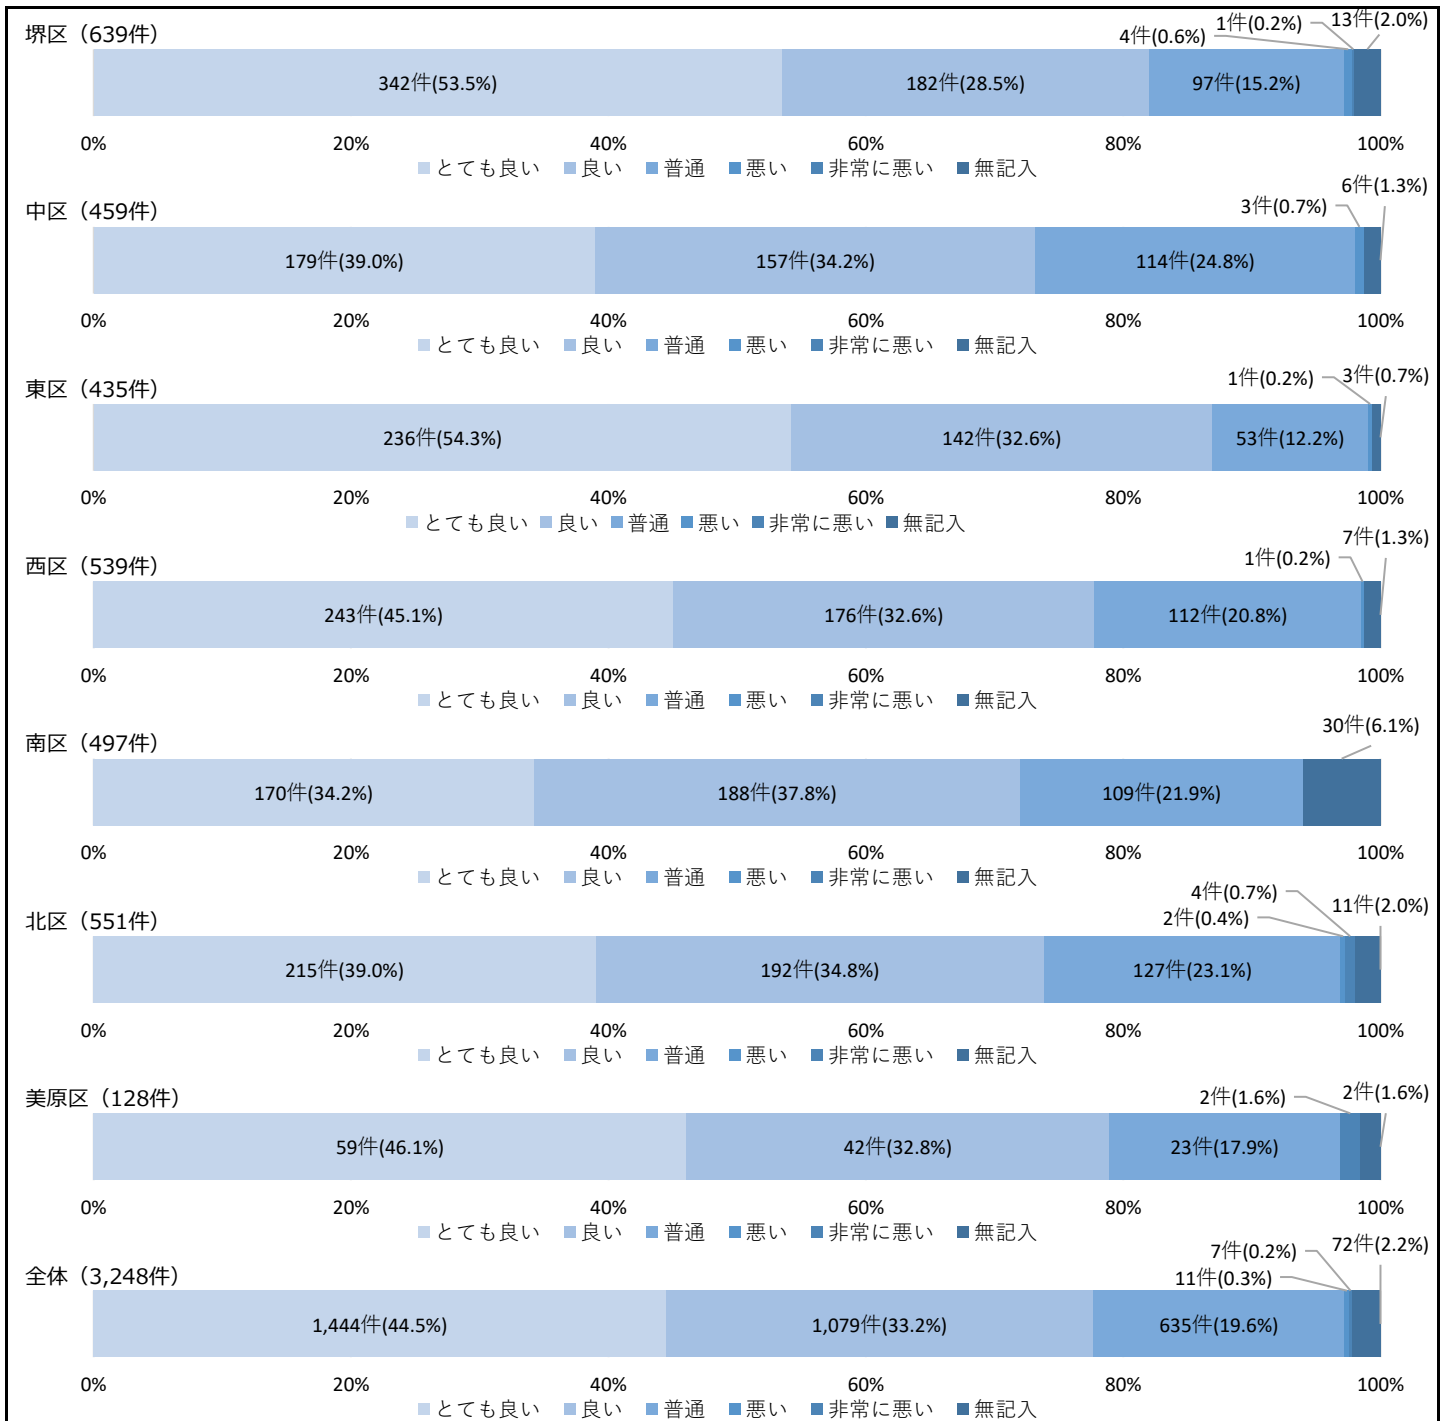 堺区（639件）
4件(0.6%) 1件(0.2%) 13件(2.0%)
342件(53.5%) 182件(28.5%) 97件(15.2%)
0% 20% 40% 60% 80% 100%
とても良い 良い 普通 悪い 非常に悪い 無記入
中区（459件）
3件(0.7%) 6件(1.3%)
179件(39.0%) 157件(34.2%) 114件(24.8%)
0% 20% 40% 60% 80% 100%
とても良い 良い 普通 悪い 非常に悪い 無記入
東区（435件）
1件(0.2%) 3件(0.7%)
236件(54.3%) 142件(32.6%) 53件(12.2%)
0% 20% 40% 60% 80% 100%
とても良い 良い 普通 悪い 非常に悪い 無記入
西区（539件）
1件(0.2%) 7件(1.3%)
243件(45.1%) 176件(32.6%) 112件(20.8%)
0% 20% 40% 60% 80% 100%
とても良い 良い 普通 悪い 非常に悪い 無記入
南区（497件）
30件(6.1%)
170件(34.2%) 188件(37.8%) 109件(21.9%)
0% 20% 40% 60% 80% 100%
とても良い 良い 普通 悪い 非常に悪い 無記入
北区（551件）
2件(0.4%) 4件(0.7%) 11件(2.0%)
215件(39.0%) 192件(34.8%) 127件(23.1%)
0% 20% 40% 60% 80% 100%
とても良い 良い 普通 悪い 非常に悪い 無記入
美原区（128件）
2件(1.6%) 2件(1.6%)
59件(46.1%) 42件(32.8%) 23件(17.9%)
0% 20% 40% 60% 80% 100%
とても良い 良い 普通 悪い 非常に悪い 無記入
全体（3,248件）
11件(0.3%) 7件(0.2%) 72件(2.2%)
1,444件(44.5%) 1,079件(33.2%) 635件(19.6%)
0% 20% 40% 60% 80% 100%
とても良い 良い 普通 悪い 非常に悪い 無記入